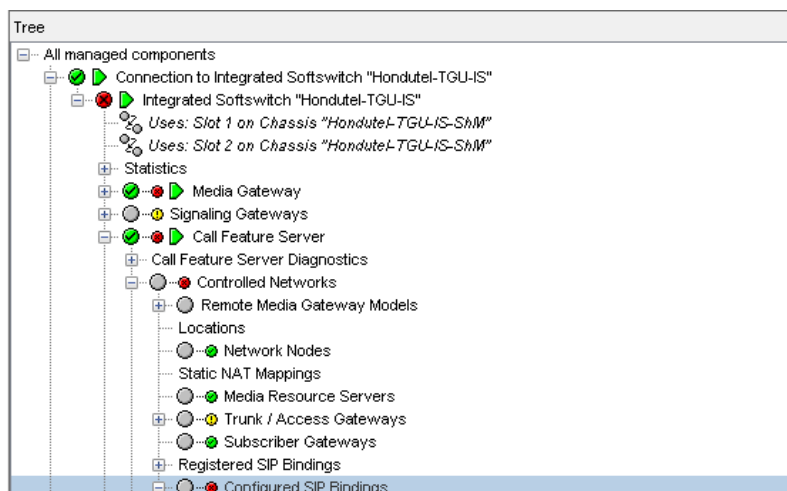 Tree
All managed components
Connection to Integrated Softswitch "Hondutel-TGU-IS"
Integrated Softswitch "Hondutel-TGU-IS"
Uses: Slot 1 on Chassis "Hondutel-TGU-IS-ShM"
Uses: Slot 2 on Chassis "Hondutel-TGU-IS-ShM"
Statistics
Media Gateway
Signaling Gateways
Call Feature Server
Call Feature Server Diagnostics
Controlled Networks
Remote Media Gateway Models
Locations
Network Nodes
Static NAT Mappings
Media Resource Servers
Trunk / Access Gateways
Subscriber Gateways
Registered SIP Bindings
Configured SIP Bindings